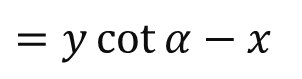 = y cot α − x